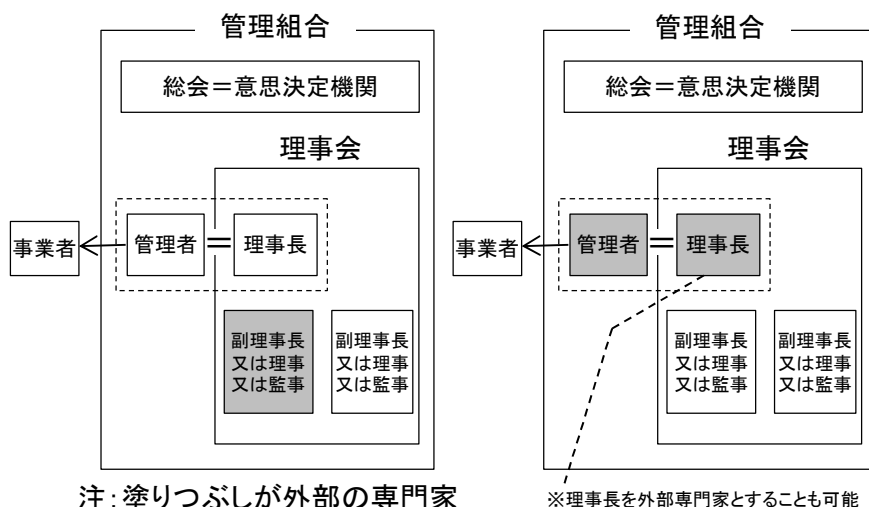 管理組合
総会＝意思決定機関
理事会
事業者
管理者
＝
理事長
副理事長
又は理事
又は監事
副理事長
又は理事
又は監事
注：塗りつぶしが外部の専門家
管理組合
総会＝意思決定機関
理事会
事業者
管理者
＝
理事長
副理事長
又は理事
又は監事
副理事長
又は理事
又は監事
※理事長を外部専門家とすることも可能